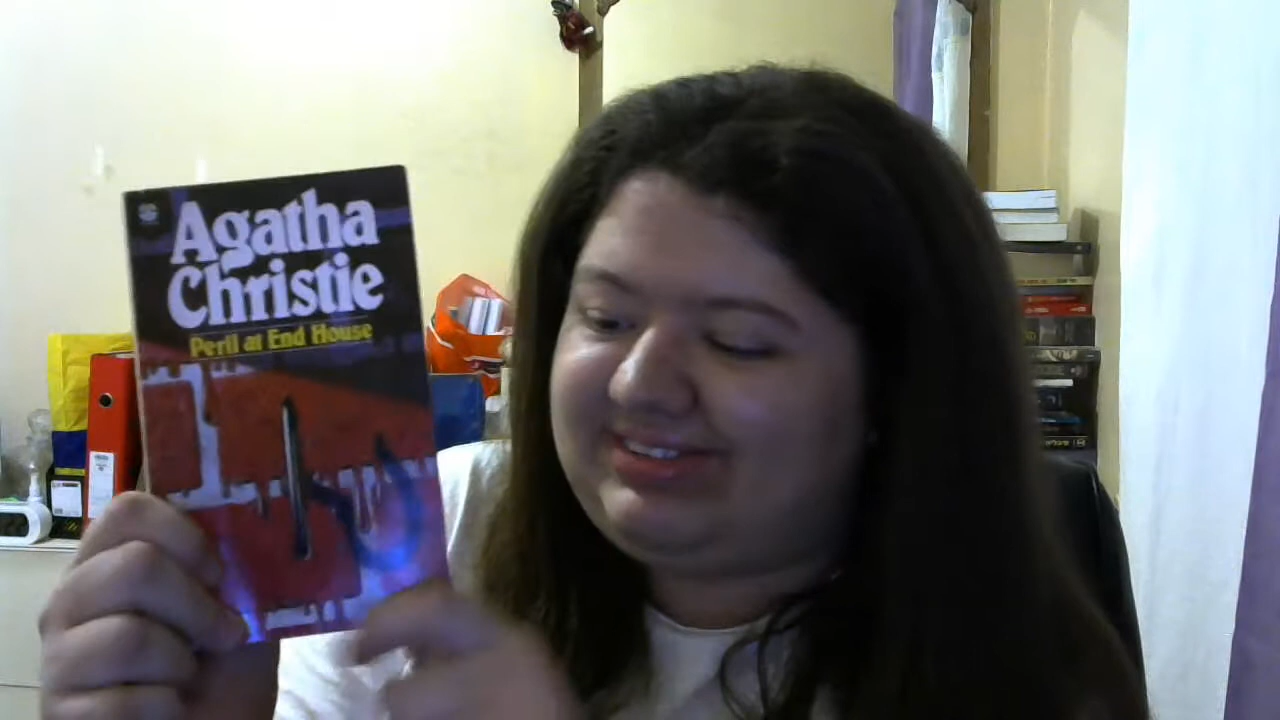 Agatha
Christie
Peril at End House